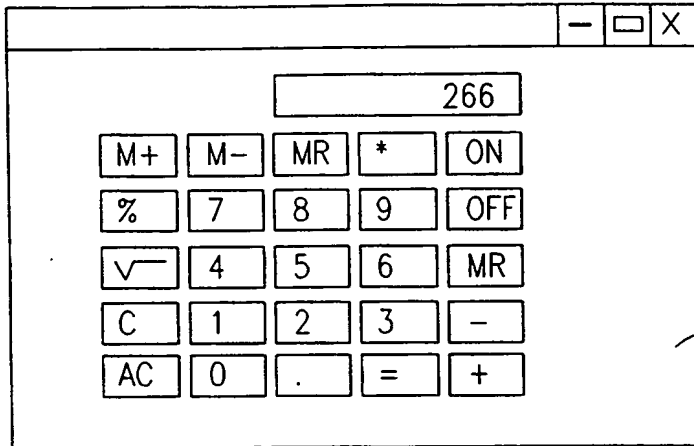 — ▭ X
266
M+ M− MR * ON
% 7 8 9 OFF
√ 4 5 6 MR
C 1 2 3 −
AC 0 . = +